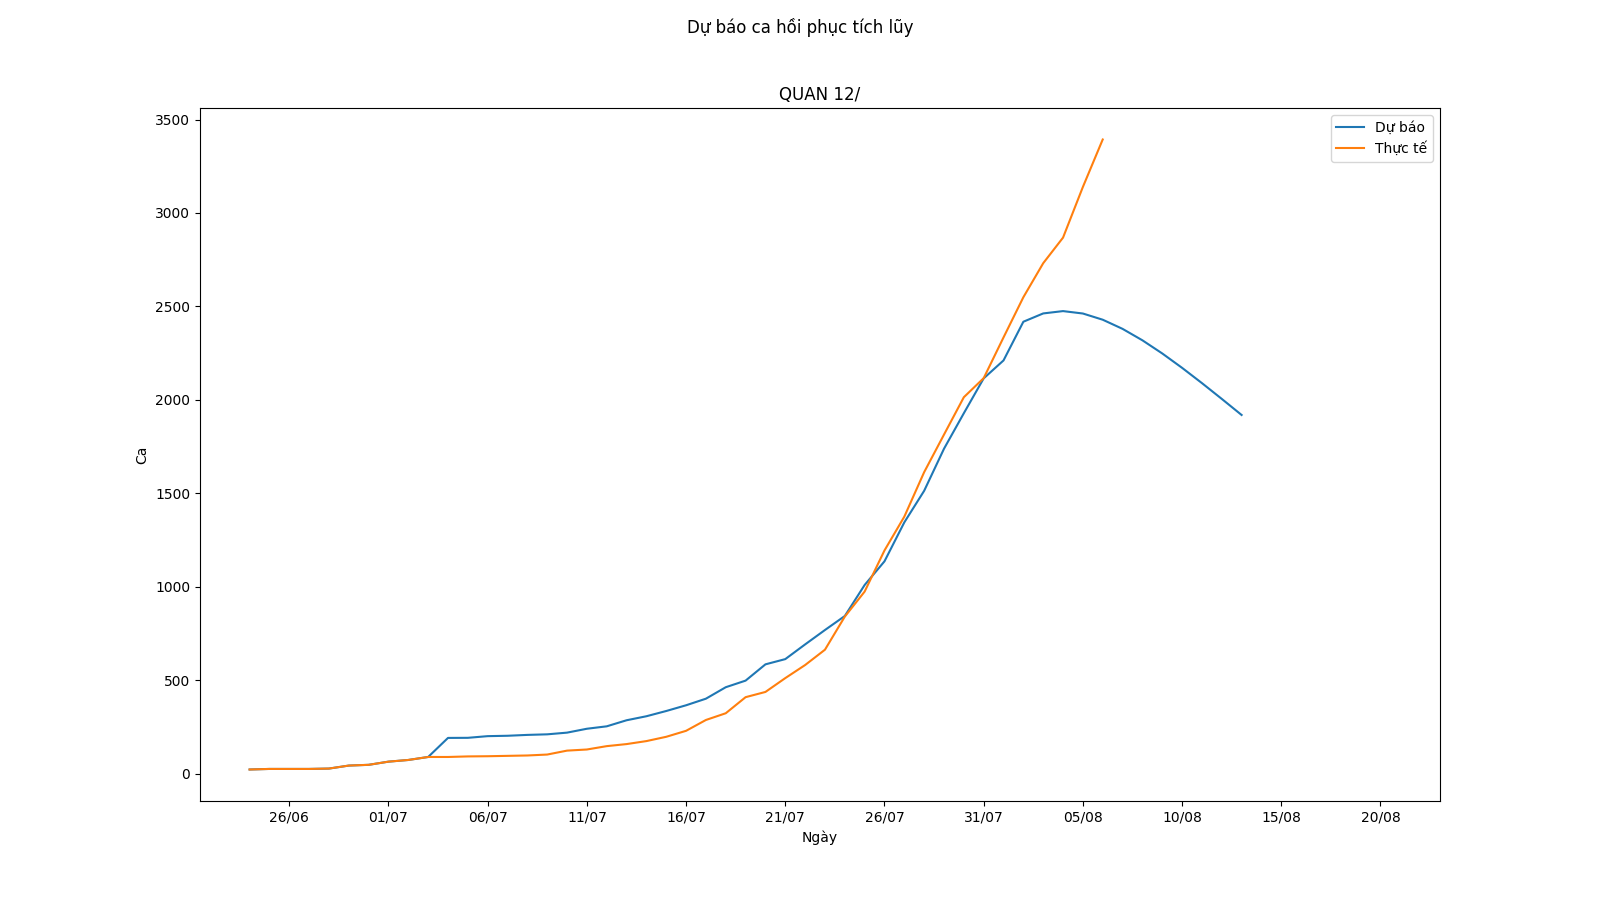 Dự báo ca hồi phục tích lũy
QUAN 12/
Dự báo
Thực tế
3500
3000
2500
2000
1500
1000
500
0
Ca
26/06 01/07 06/07 11/07 16/07 21/07 26/07 31/07 05/08 10/08 15/08 20/08
Ngày